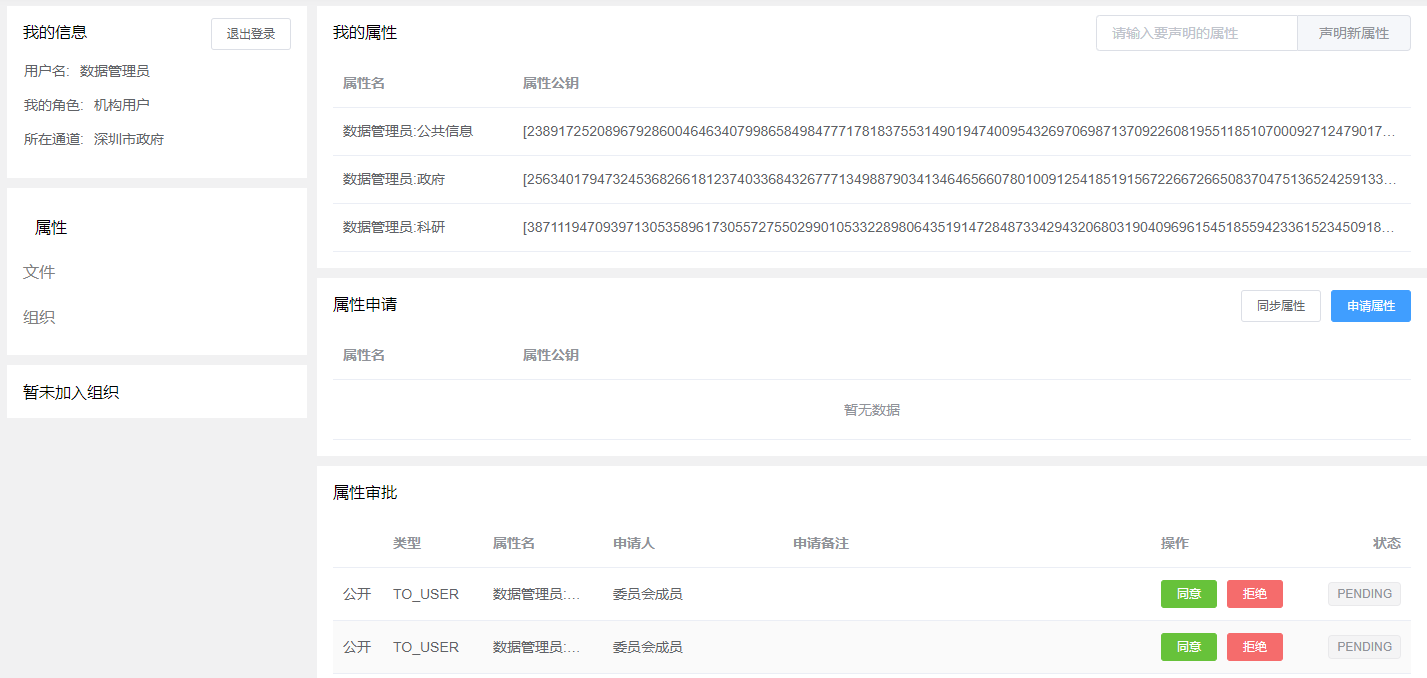 我的信息
退出登录
用户名: 数据管理员
我的角色: 机构用户
所在通道: 深圳市政府
属性
文件
组织
暂未加入组织
我的属性
请输入要声明的属性 声明新属性
属性名 属性公钥
数据管理员:公共信息 [238917252089679286004646340799865849847771781837553149019474009543269706987137092260819551185107000927124790 17…
数据管理员:政府 [256340179473245368266181237403368432677713498879034134646566078010091254185191567226672665083704751365242591 33…
数据管理员:科研 [387111947093971305358961730557275502990105332289806435191472848733429432068031904096961545185594233615234509 18…
属性申请
同步属性 申请属性
属性名 属性公钥
暂无数据
属性审批
类型 属性名 申请人 申请备注 操作 状态
公开 TO_USER 数据管理员:… 委员会成员 同意 拒绝 PENDING
公开 TO_USER 数据管理员:… 委员会成员 同意 拒绝 PENDING